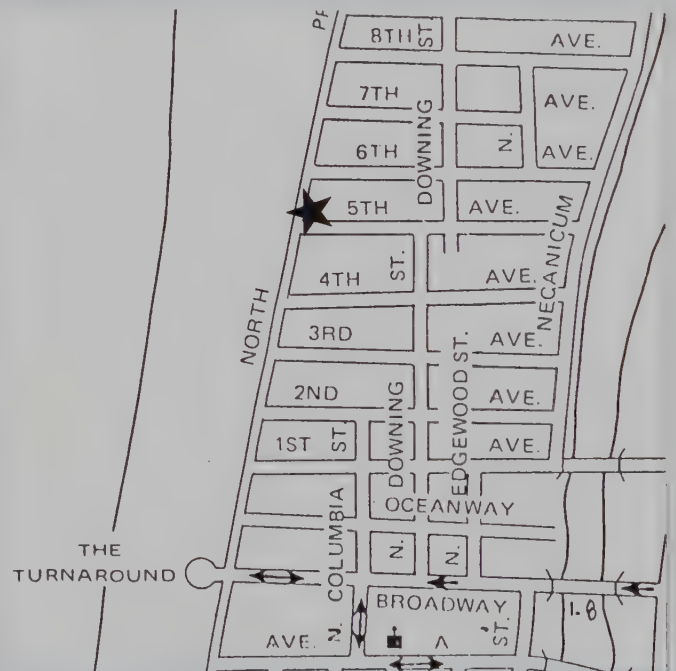 PR
8TH ST. AVE.
7TH AVE.
DOWNING
6TH N. AVE.
5TH AVE.
NECANICUM
4TH ST. AVE.
NORTH
3RD AVE.
EDGEWOOD ST.
2ND AVE.
DOWNING
1ST ST. AVE.
OCEANWAY
COLUMBIA
N. N.
THE
TURNAROUND
BROADWAY
1.8
AVE. N. ST.